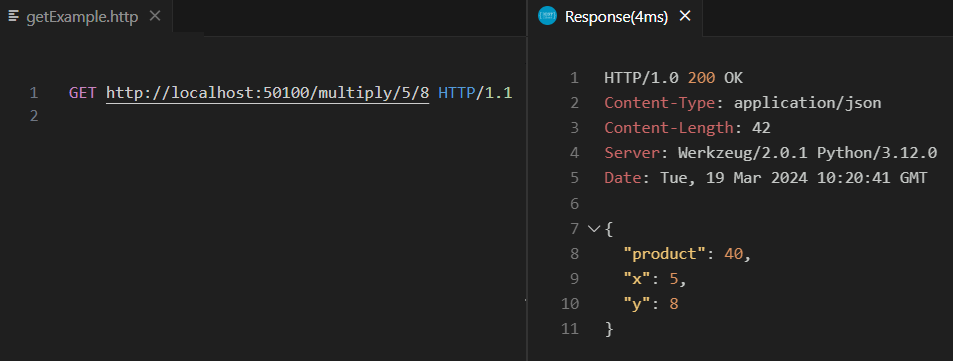 getExample.http
1 GET http://localhost:50100/multiply/5/8 HTTP/1.1
2
Response(4ms)
1 HTTP/1.0 200 OK
2 Content-Type: application/json
3 Content-Length: 42
4 Server: Werkzeug/2.0.1 Python/3.12.0
5 Date: Tue, 19 Mar 2024 10:20:41 GMT
6
7 {
8 "product": 40,
9 "x": 5,
10 "y": 8
11 }